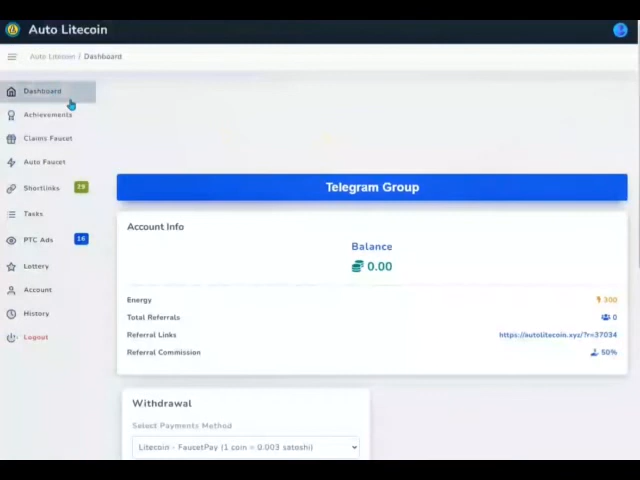 Auto Litecoin
Auto Litecoin / Dashboard
Dashboard
Achievements
Claims Faucet
Auto Faucet
Shortlinks 19
Tasks
PTC Ads 16
Lottery
Account
History
Logout
Telegram Group
Account Info
Balance
0.00
Energy 300
Total Referrals 0
Referral Links https://autolitecoin.xyz/?r=37034
Referral Commission 50%
Withdrawal
Select Payments Method
Litecoin - FaucetPay (1 coin = 0.003 satoshi)